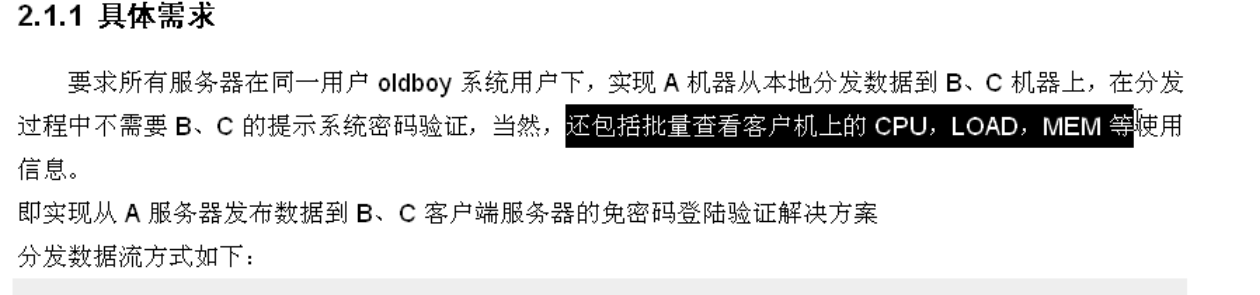 2.1.1 具体需求
要求所有服务器在同一用户 oldboy 系统用户下，实现 A 机器从本地分发数据到 B、C 机器上，在分发
过程中不需要 B、C 的提示系统密码验证，当然，还包括批量查看客户机上的 CPU，LOAD，MEM 等使用
信息。
即实现从 A 服务器发布数据到 B、C 客户端服务器的免密码登陆验证解决方案
分发数据流方式如下：